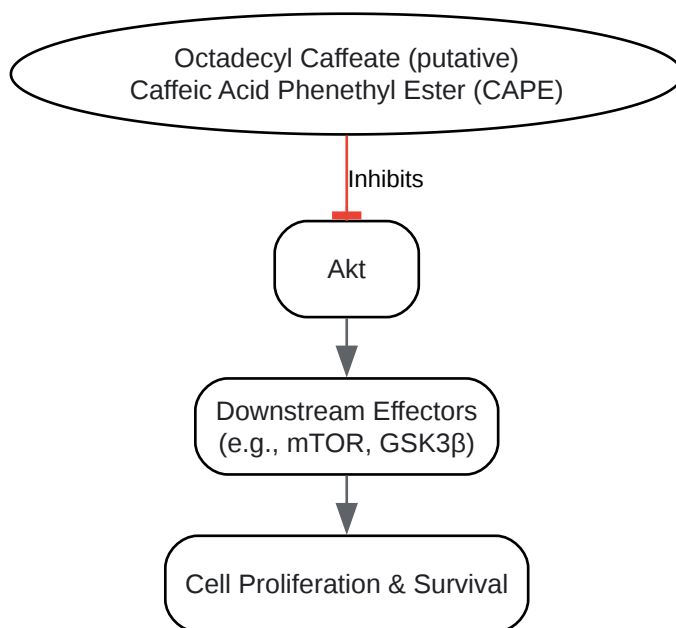 Octadecyl Caffeate (putative)
Caffeic Acid Phenethyl Ester (CAPE)
Inhibits
Akt
Downstream Effectors
(e.g., mTOR, GSK3β)
Cell Proliferation & Survival